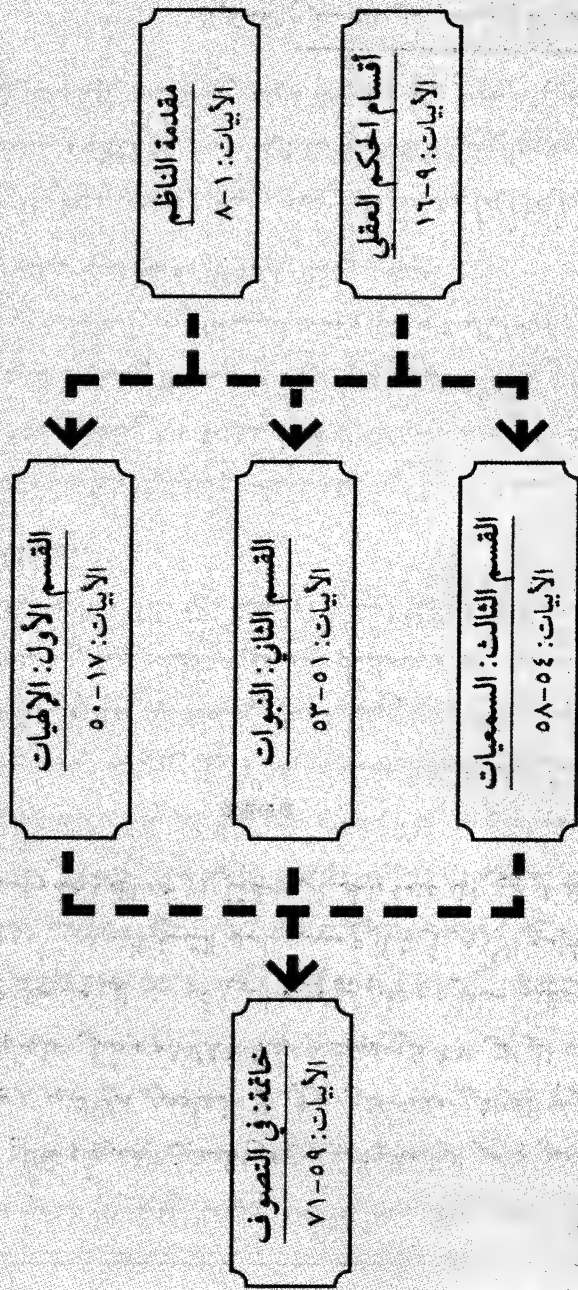 مقدمة الناظم
الأبيات: ١-٨
أقسام الحكم العقلي
الأبيات: ٩-١٦
القسم الأول: الإلهيات
الأبيات: ١٧-٥٠
القسم الثاني: النبوات
الأبيات: ٥١-٥٣
القسم الثالث: السمعيات
الأبيات: ٥٤-٥٨
خاتمة: في التصوف
الأبيات: ٥٩-٧١